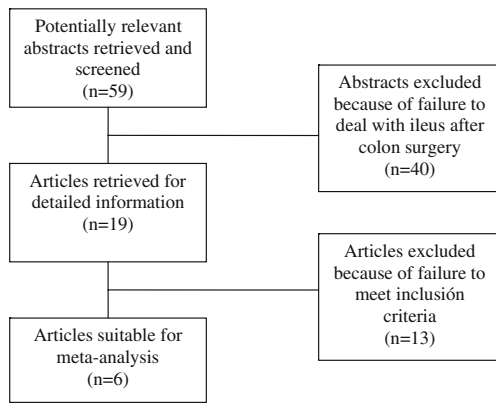 Potentially relevant
abstracts retrieved and
screened
(n=59)
Abstracts excluded
because of failure to
deal with ileus after
colon surgery
(n=40)
Articles retrieved for
detailed information
(n=19)
Articles excluded
because of failure to
meet inclusión
criteria
(n=13)
Articles suitable for
meta-analysis
(n=6)